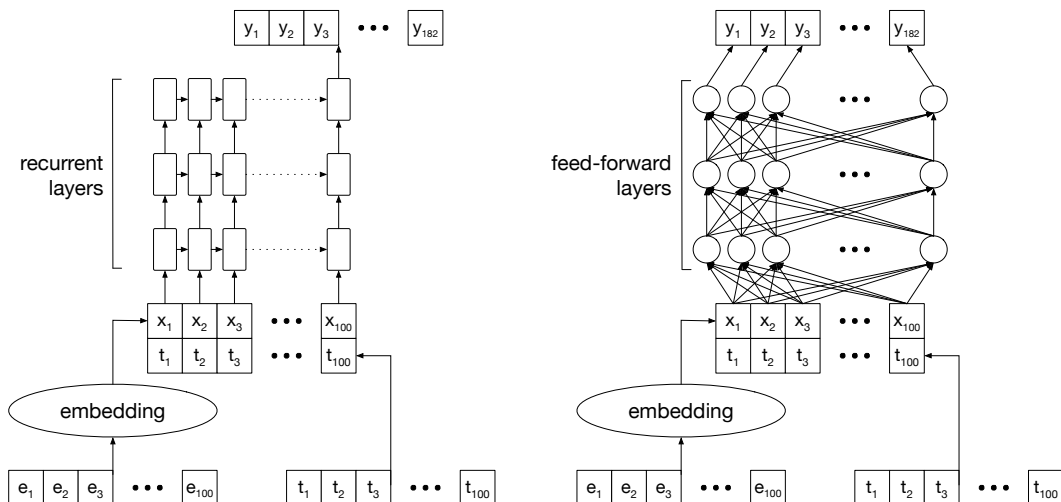 y1 y2 y3 ••• y182
recurrent
layers
x1 x2 x3 ••• x100
t1 t2 t3 ••• t100
embedding
e1 e2 e3 ••• e100
t1 t2 t3 ••• t100
y1 y2 y3 ••• y182
•••
feed-forward
layers
•••
•••
x1 x2 x3 ••• x100
t1 t2 t3 ••• t100
embedding
e1 e2 e3 ••• e100
t1 t2 t3 ••• t100